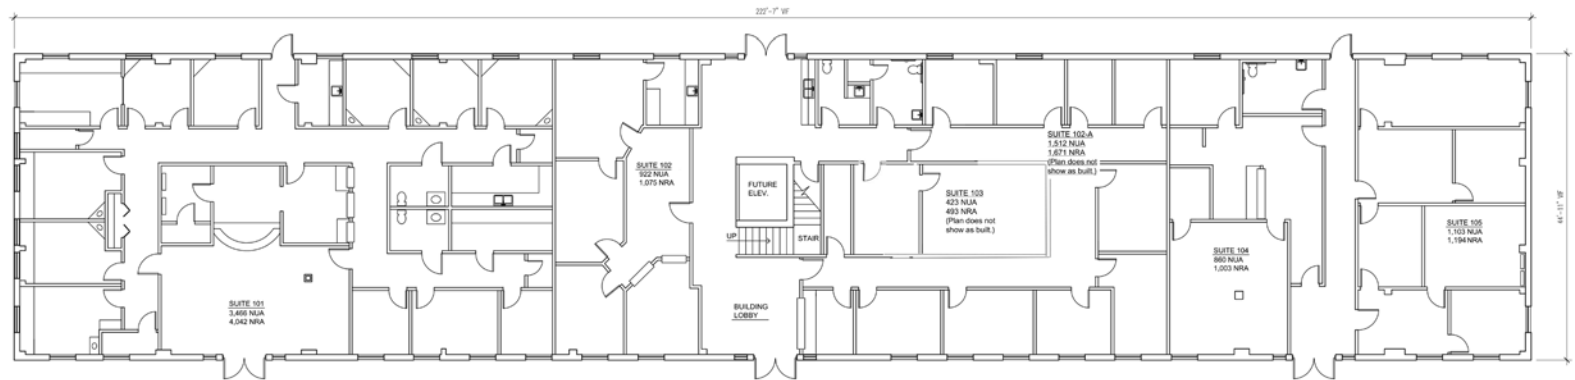 222'-7" VIF
SUITE 102-A
1,512 NUA
1,671 NRA
(Plan does not
show as built.)
SUITE 102
922 NUA
1,075 NRA
FUTURE
ELEV.
SUITE 103
423 NUA
493 NRA
(Plan does not
show as built.)
UP
STAIR
SUITE 105
1,103 NUA
1,194 NRA
44'-11" VIF
SUITE 104
860 NUA
1,003 NRA
SUITE 101
3,466 NUA
4,042 NRA
BUILDING
LOBBY